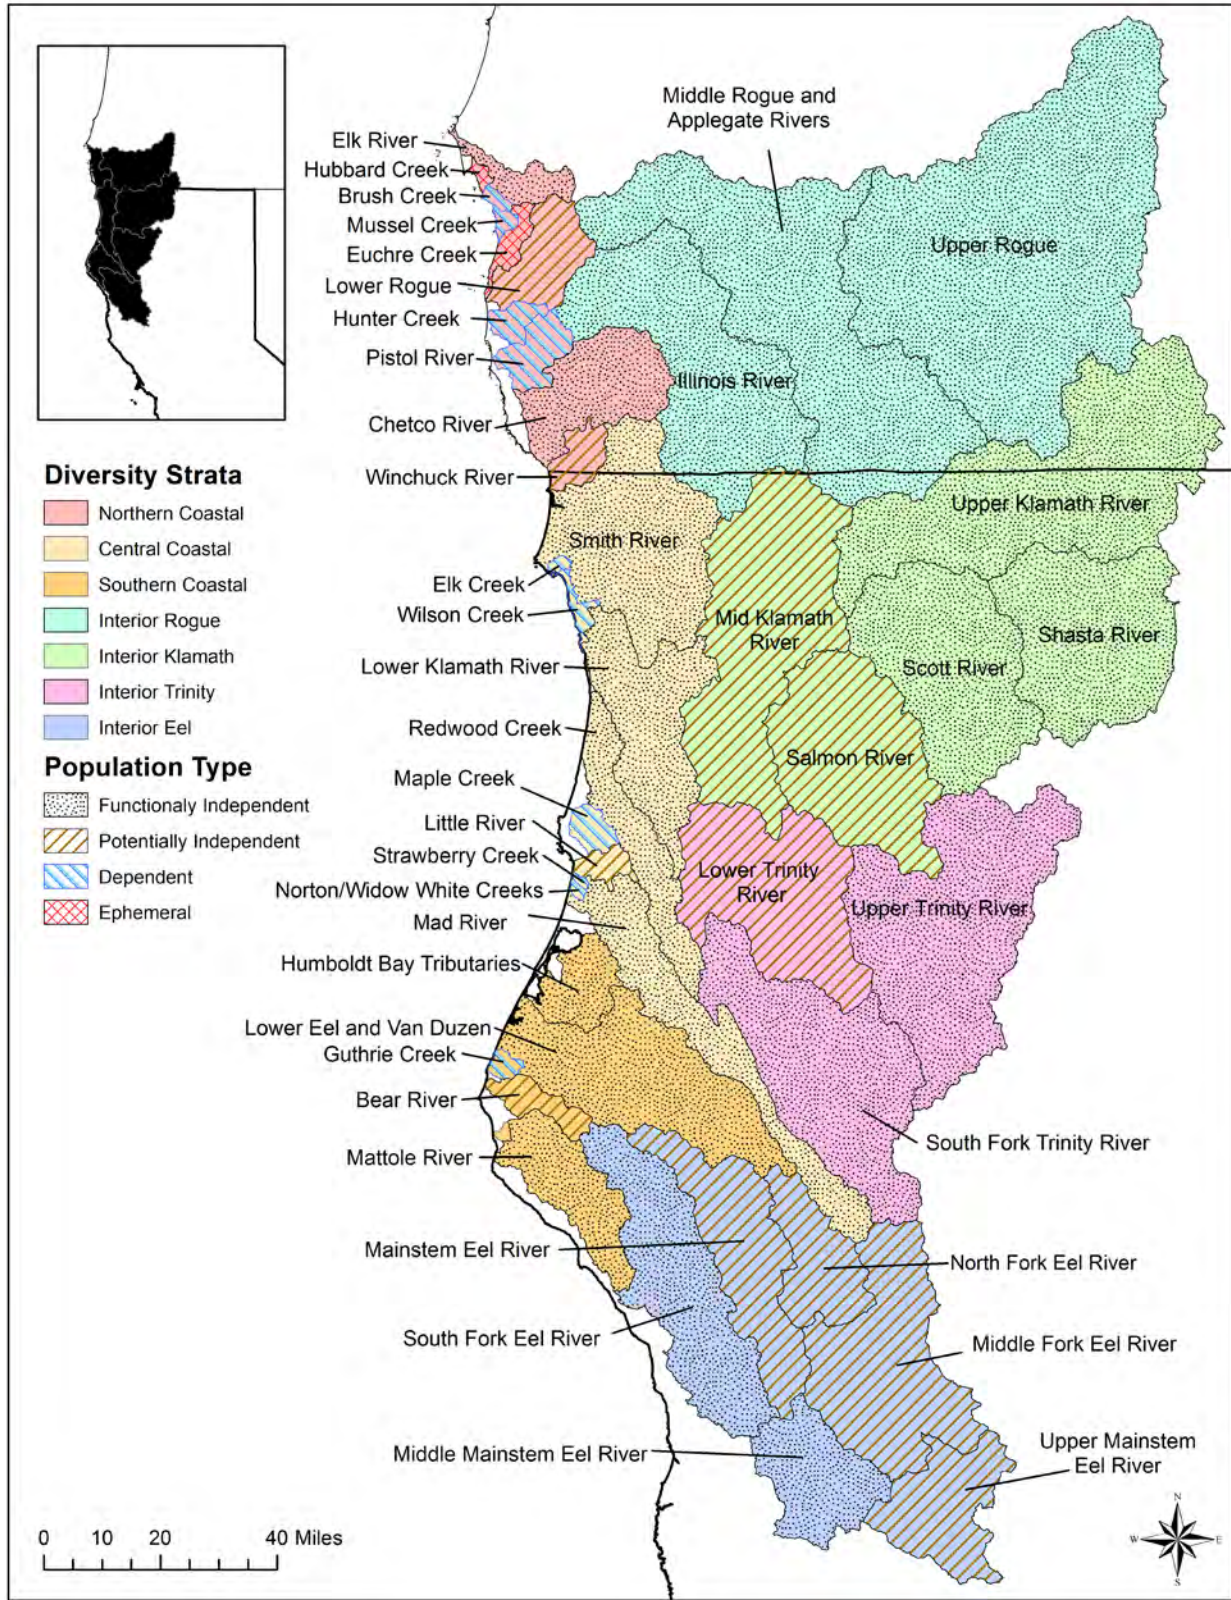 Middle Rogue and
Applegate Rivers
Elk River
Hubbard Creek
Brush Creek
Mussel Creek
Euchre Creek
Lower Rogue
Hunter Creek
Pistol River
Chetco River
Winchuck River
Upper Rogue
Illinois River
Upper Klamath River
Smith River
Elk Creek
Wilson Creek
Mid Klamath
River
Shasta River
Scott River
Lower Klamath River
Redwood Creek
Salmon River
Maple Creek
Little River
Strawberry Creek
Norton/Widow White Creeks
Mad River
Lower Trinity
River
Upper Trinity River
Humboldt Bay Tributaries
Lower Eel and Van Duzen
Guthrie Creek
Bear River
Mattole River
South Fork Trinity River
Mainstem Eel River
North Fork Eel River
South Fork Eel River
Middle Fork Eel River
Middle Mainstem Eel River
Upper Mainstem
Eel River
Diversity Strata
Northern Coastal
Central Coastal
Southern Coastal
Interior Rogue
Interior Klamath
Interior Trinity
Interior Eel
Population Type
Functionaly Independent
Potentially Independent
Dependent
Ephemeral
0 10 20 40 Miles
N
W E
S